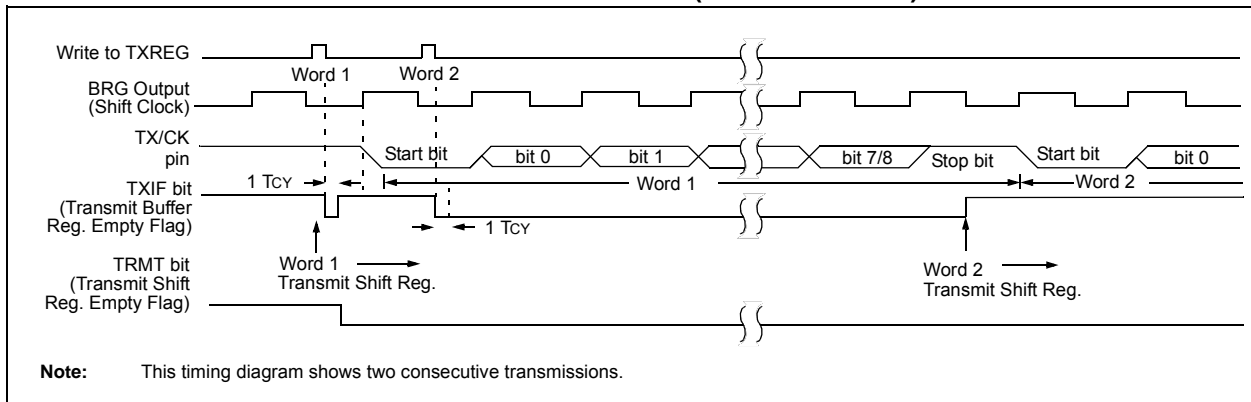 Write to TXREG
Word 1
Word 2
BRG Output
(Shift Clock)
TX/CK
pin
Start bit
bit 0
bit 1
bit 7/8
Stop bit
Start bit
bit 0
1 TCY
Word 1
Word 2
TXIF bit
(Transmit Buffer
Reg. Empty Flag)
1 TCY
Word 1
Transmit Shift Reg.
Word 2
Transmit Shift Reg.
TRMT bit
(Transmit Shift
Reg. Empty Flag)
Note: This timing diagram shows two consecutive transmissions.